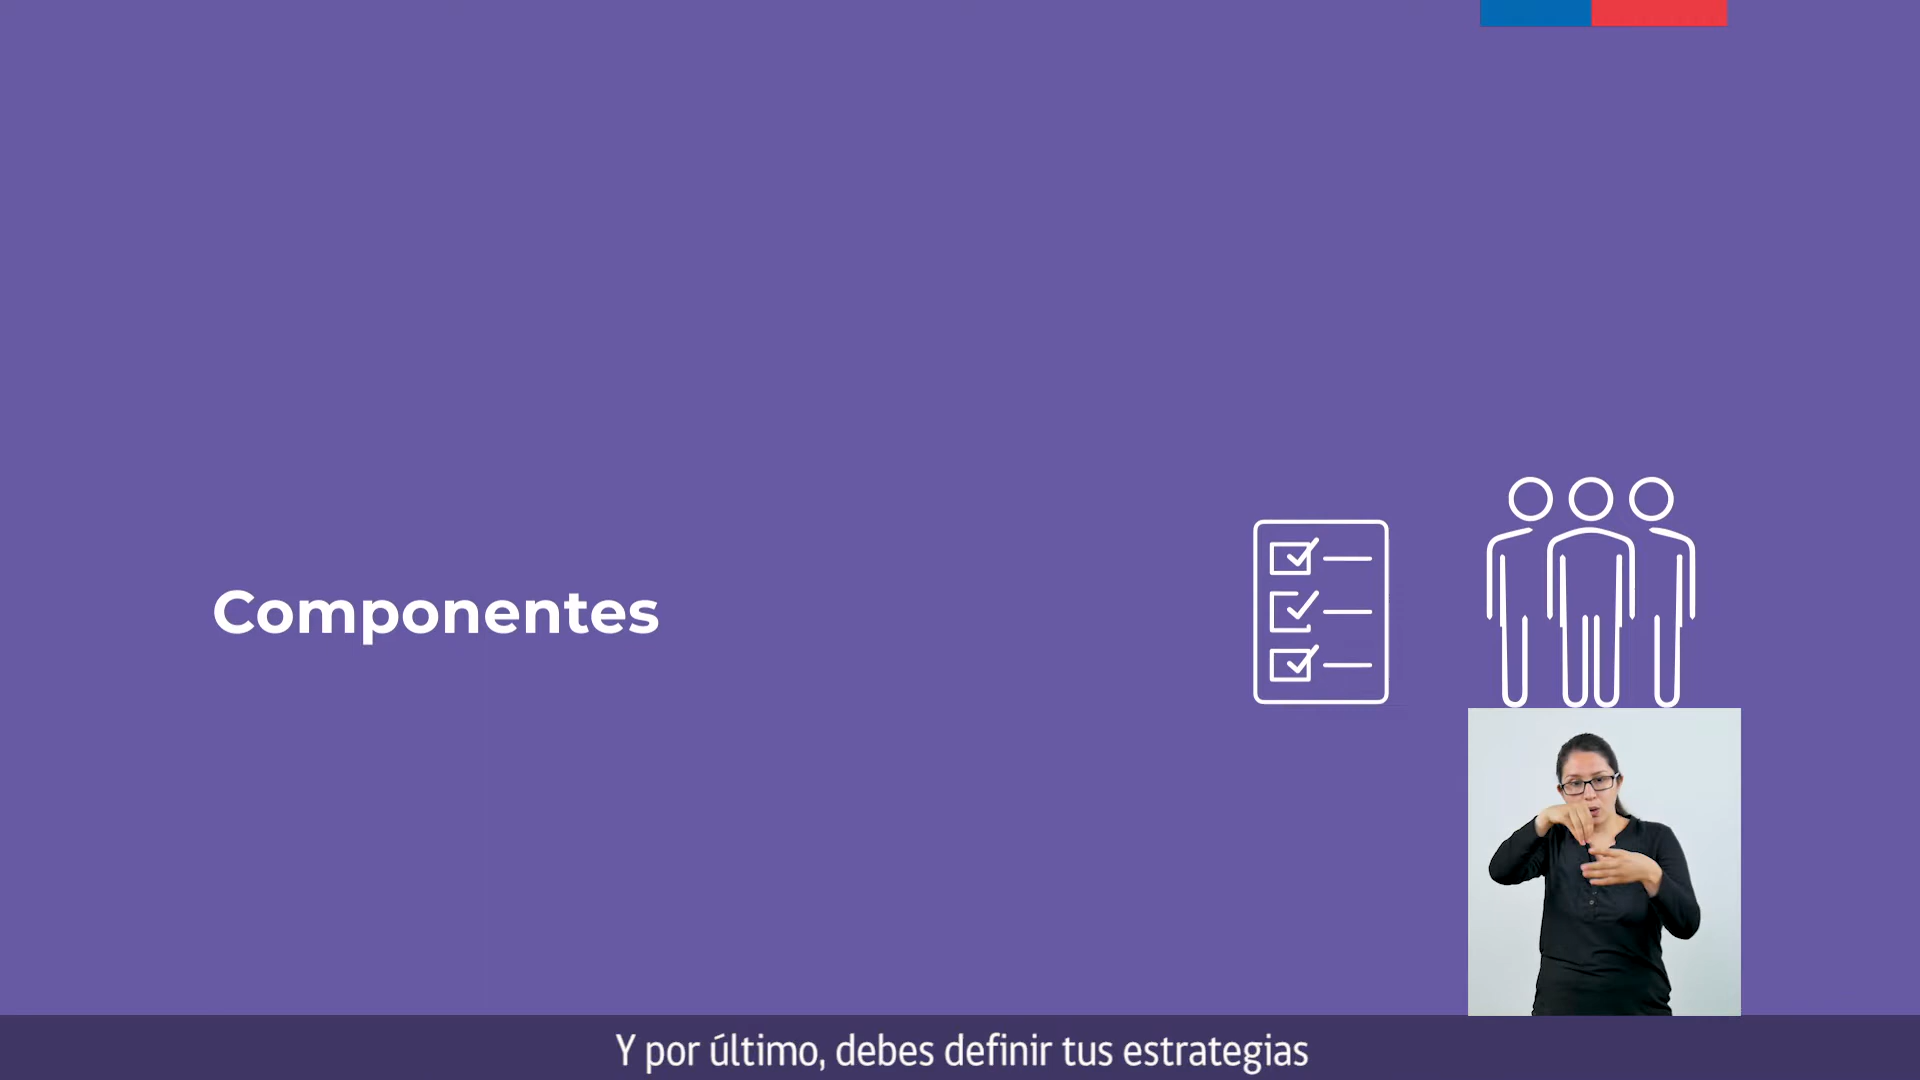 Componentes
Y por último, debes definir tus estrategias